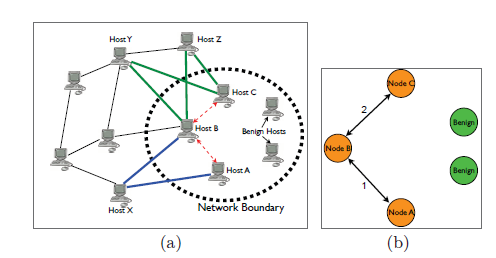 Host Y
Host Z
Host C
Host B
Benign Hosts
Host A
Network Boundary
Host X
(a)
Node C
2
Benign
Node B
Benign
1
Node A
(b)